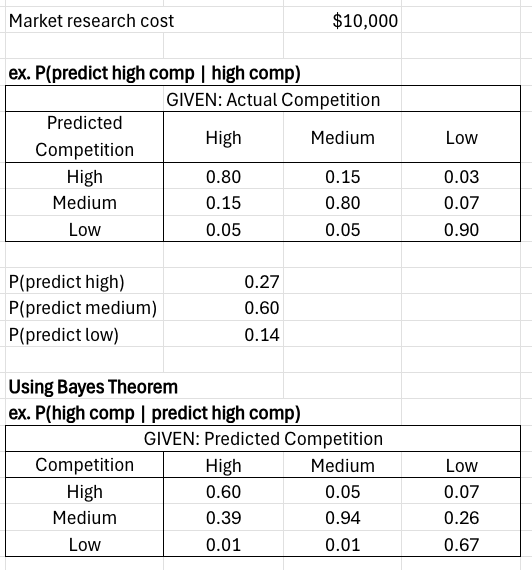 Market research cost $10,000
ex. P(predict high comp | high comp)
GIVEN: Actual Competition
Predicted Competition High Medium Low
High 0.80 0.15 0.03
Medium 0.15 0.80 0.07
Low 0.05 0.05 0.90
P(predict high) 0.27
P(predict medium) 0.60
P(predict low) 0.14
Using Bayes Theorem
ex. P(high comp | predict high comp)
GIVEN: Predicted Competition
Competition High Medium Low
High 0.60 0.05 0.07
Medium 0.39 0.94 0.26
Low 0.01 0.01 0.67